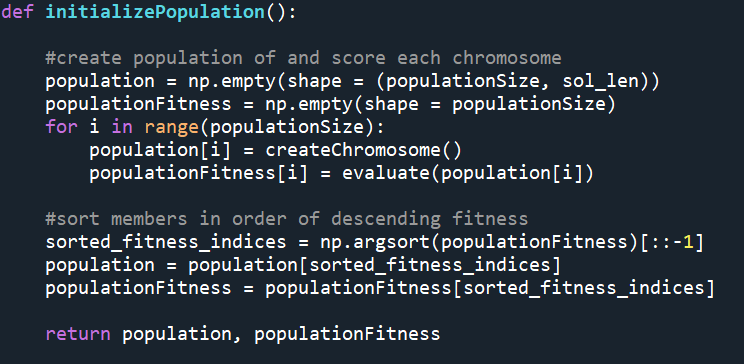 def initializePopulation():
#create population of and score each chromosome
population = np.empty(shape = (populationSize, sol_len))
populationFitness = np.empty(shape = populationSize)
for i in range(populationSize):
population[i] = createChromosome()
populationFitness[i] = evaluate(population[i])
#sort members in order of descending fitness
sorted_fitness_indices = np.argsort(populationFitness)[::-1]
population = population[sorted_fitness_indices]
populationFitness = populationFitness[sorted_fitness_indices]
return population, populationFitness